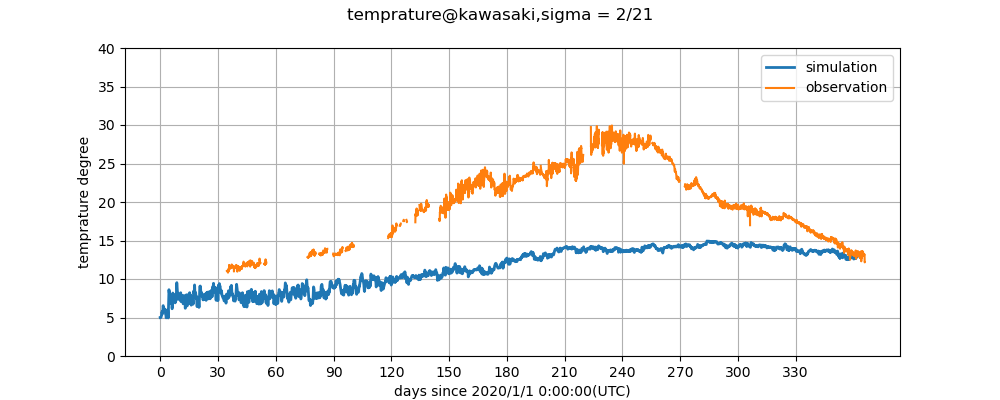 temprature@kawasaki,sigma = 2/21
40
35
30
25
20
15
10
5
0
temprature degree
simulation
observation
0 30 60 90 120 150 180 210 240 270 300 330
days since 2020/1/1 0:00:00(UTC)